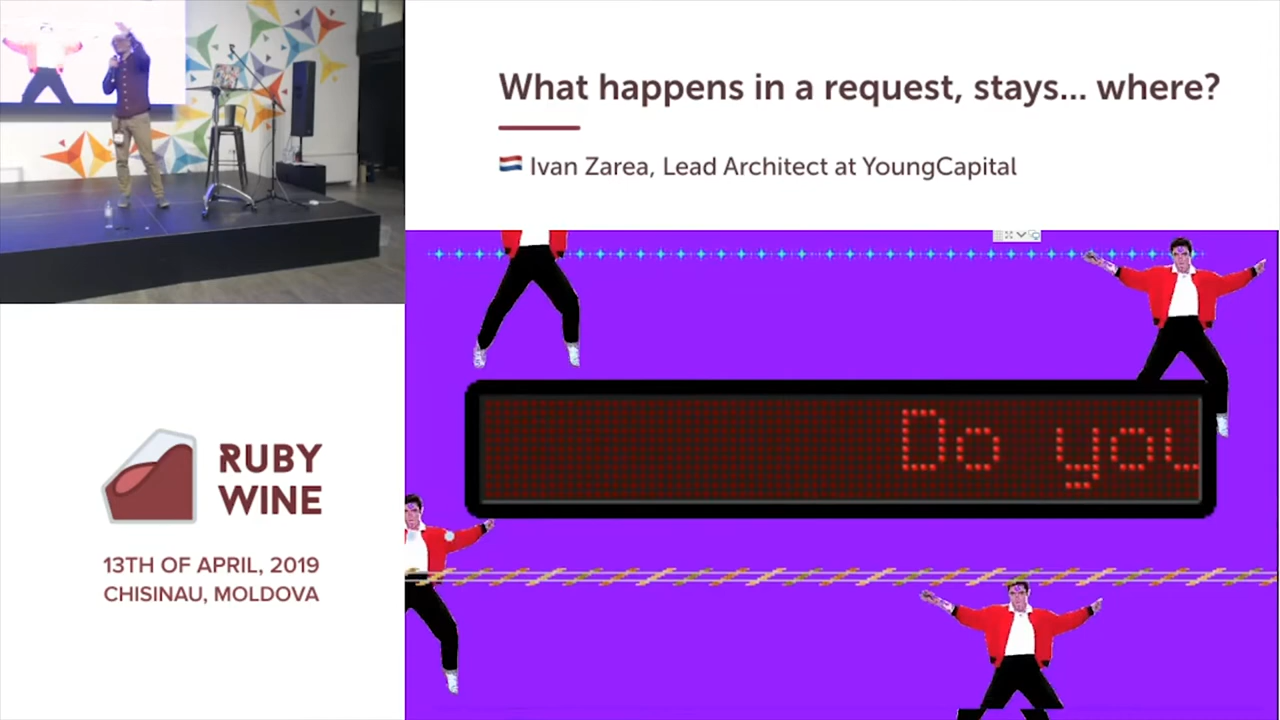 What happens in a request, stays... where?
Ivan Zarea, Lead Architect at YoungCapital
Do you
RUBY
WINE
13TH OF APRIL, 2019
CHISINAU, MOLDOVA